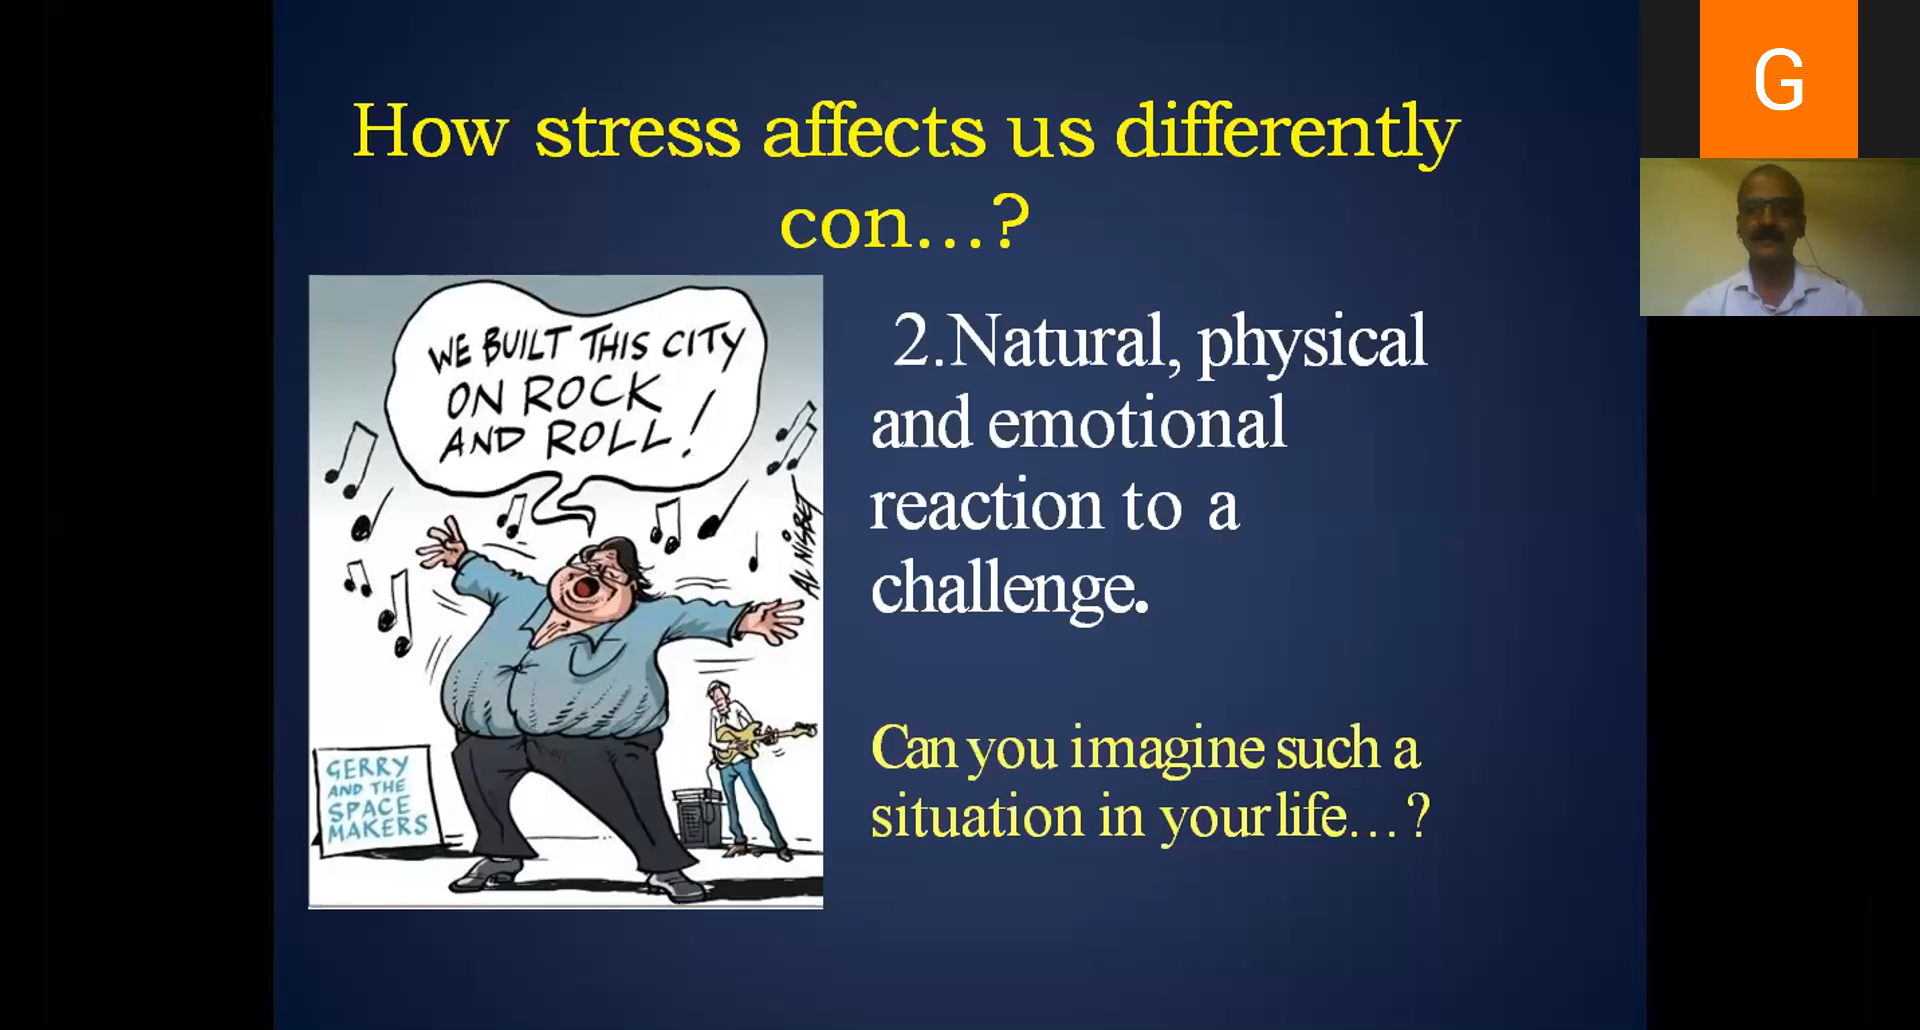 How stress affects us differently
con...?
WE BUILT THIS CITY
ON ROCK
AND ROLL!
AL NISBET
GERRY
AND THE
SPACE
MAKERS
2.Natural, physical
and emotional
reaction to a
challenge.
Can you imagine such a
situation in your life...?
G